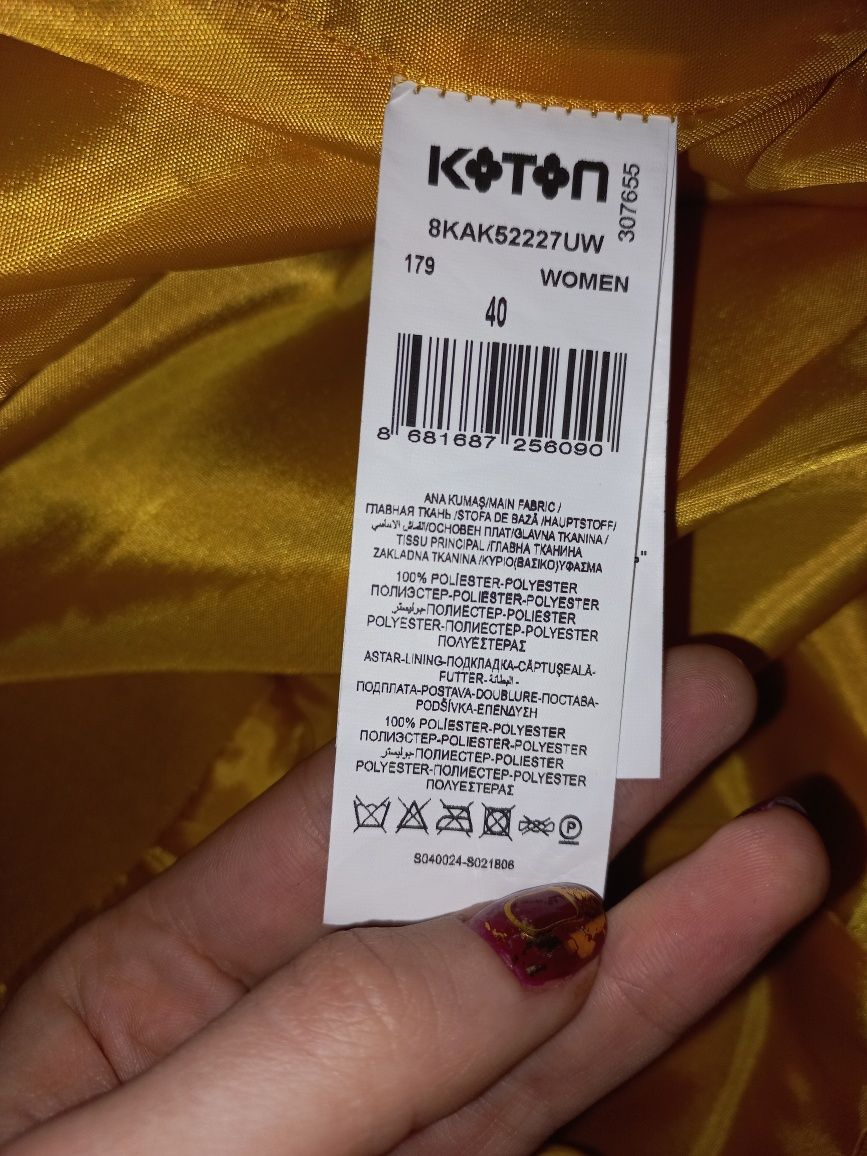 KOTON
307655
8KAK52227UW
179 WOMEN
40
8 681687 256090
ANA KUMAŞ/MAIN FABRIC/
ГЛАВНАЯ ТКАНЬ /STOFA DE BAZĂ /HAUPTSTOFF/
القماش الاساسي/ОСНОВЕН ПЛАТ/GLAVNA TKANINA/
TISSU PRINCIPAL /ГЛАВНА ТКАНИНА
ZAKLADNA TKANINA /ΚΥΡΙΟ(ΒΑΣΙΚΟ)ΥΦΑΣΜΑ
100% POLİESTER-POLYESTER
ПОЛИЭСТЕР-POLIESTER-POLYESTER
جوليستر-ПОЛИЕСТЕР-POLIESTER
POLYESTER-ПОЛИЕСТЕР-POLYESTER
ΠΟΛΥΕΣΤΕΡΑΣ
ASTAR-LINING-ПОДКЛАДКА-CĂPTUŞEALĂ-
FUTTER-البطانة-
ПОДПЛАТА-POSTAVA-DOUBLURE-ПОСТАВА-
PODŠÍVKA-ΕΠΕΝΔΥΣΗ
100% POLİESTER-POLYESTER
ПОЛИЭСТЕР-POLIESTER-POLYESTER
جوليستر-ПОЛИЕСТЕР-POLIESTER
POLYESTER-ПОЛИЕСТЕР-POLYESTER
ΠΟΛΥΕΣΤΕΡΑΣ
P
S040024-S021806